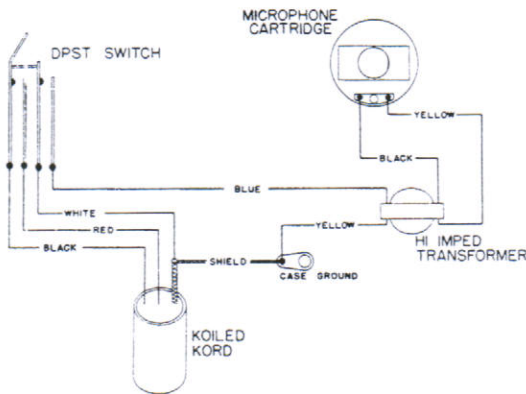 MICROPHONE
CARTRIDGE
DPST SWITCH
YELLOW
BLACK
BLUE
WHITE
YELLOW
RED
HI IMPED
TRANSFORMER
BLACK
SHIELD
CASE GROUND
KOILED
KORD